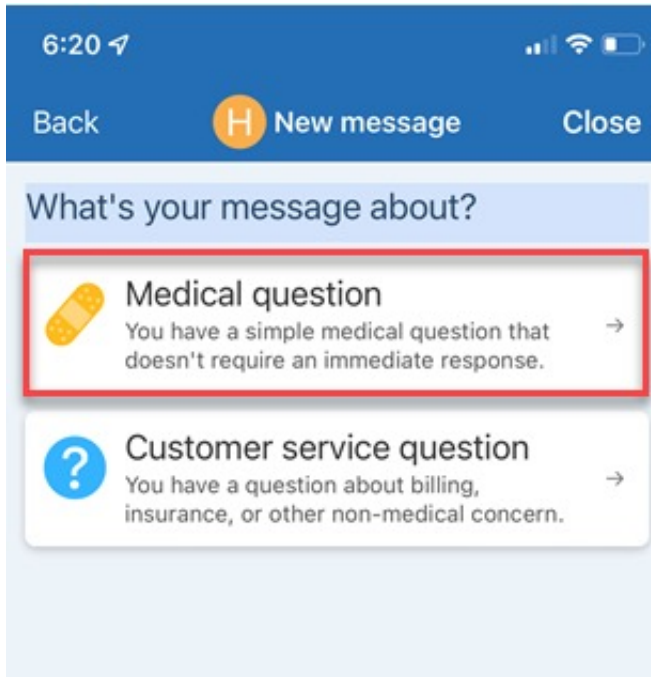 6:20
Back H New message Close
What's your message about?
Medical question
You have a simple medical question that
doesn't require an immediate response.
→
Customer service question
You have a question about billing,
insurance, or other non-medical concern.
→